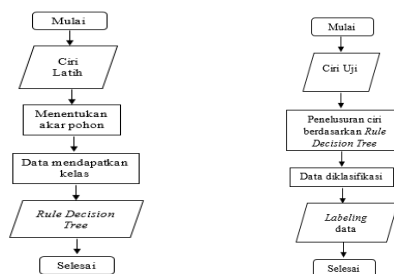 Mulai
Ciri
Latih
Menentukan
akar pohon
Data mendapatkan
kelas
Rule Decision
Tree
Selesai
Mulai
Ciri Uji
Penelusuran ciri
berdasarkan Rule
Decision Tree
Data diklasifikasi
Labeling
data
Selesai